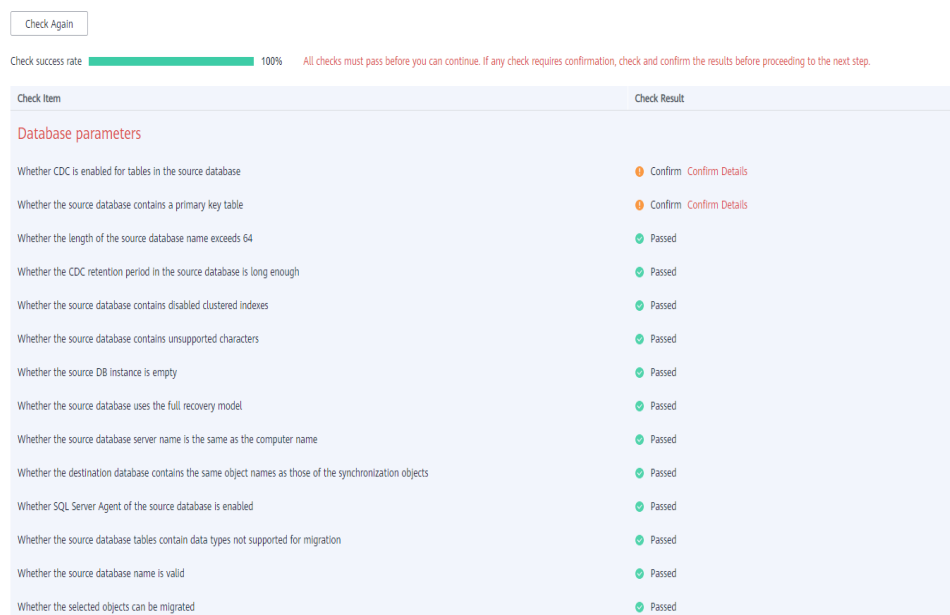 Check Again
Check success rate 100% All checks must pass before you can continue. If any check requires confirmation, check and confirm the results before proceeding to the next step.
Check Item Check Result
Database parameters
Whether CDC is enabled for tables in the source database Confirm Confirm Details
Whether the source database contains a primary key table Confirm Confirm Details
Whether the length of the source database name exceeds 64 Passed
Whether the CDC retention period in the source database is long enough Passed
Whether the source database contains disabled clustered indexes Passed
Whether the source database contains unsupported characters Passed
Whether the source DB instance is empty Passed
Whether the source database uses the full recovery model Passed
Whether the source database server name is the same as the computer name Passed
Whether the destination database contains the same object names as those of the synchronization objects Passed
Whether SQL Server Agent of the source database is enabled Passed
Whether the source database tables contain data types not supported for migration Passed
Whether the source database name is valid Passed
Whether the selected objects can be migrated Passed